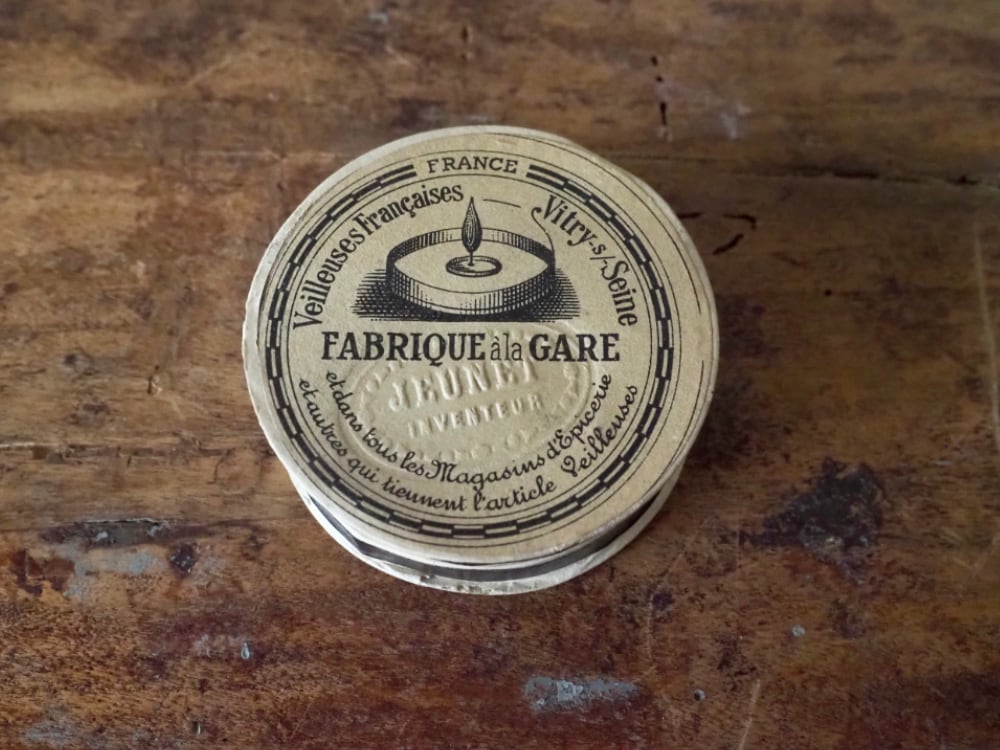 FRANCE
Veilleuses Françaises
Vitry-s/-Seine
FABRIQUE à la GARE
JEUNET
INVENTEUR
et dans tous les Magasins d'Epicerie
et autres qui tiennent l'article Veilleuses